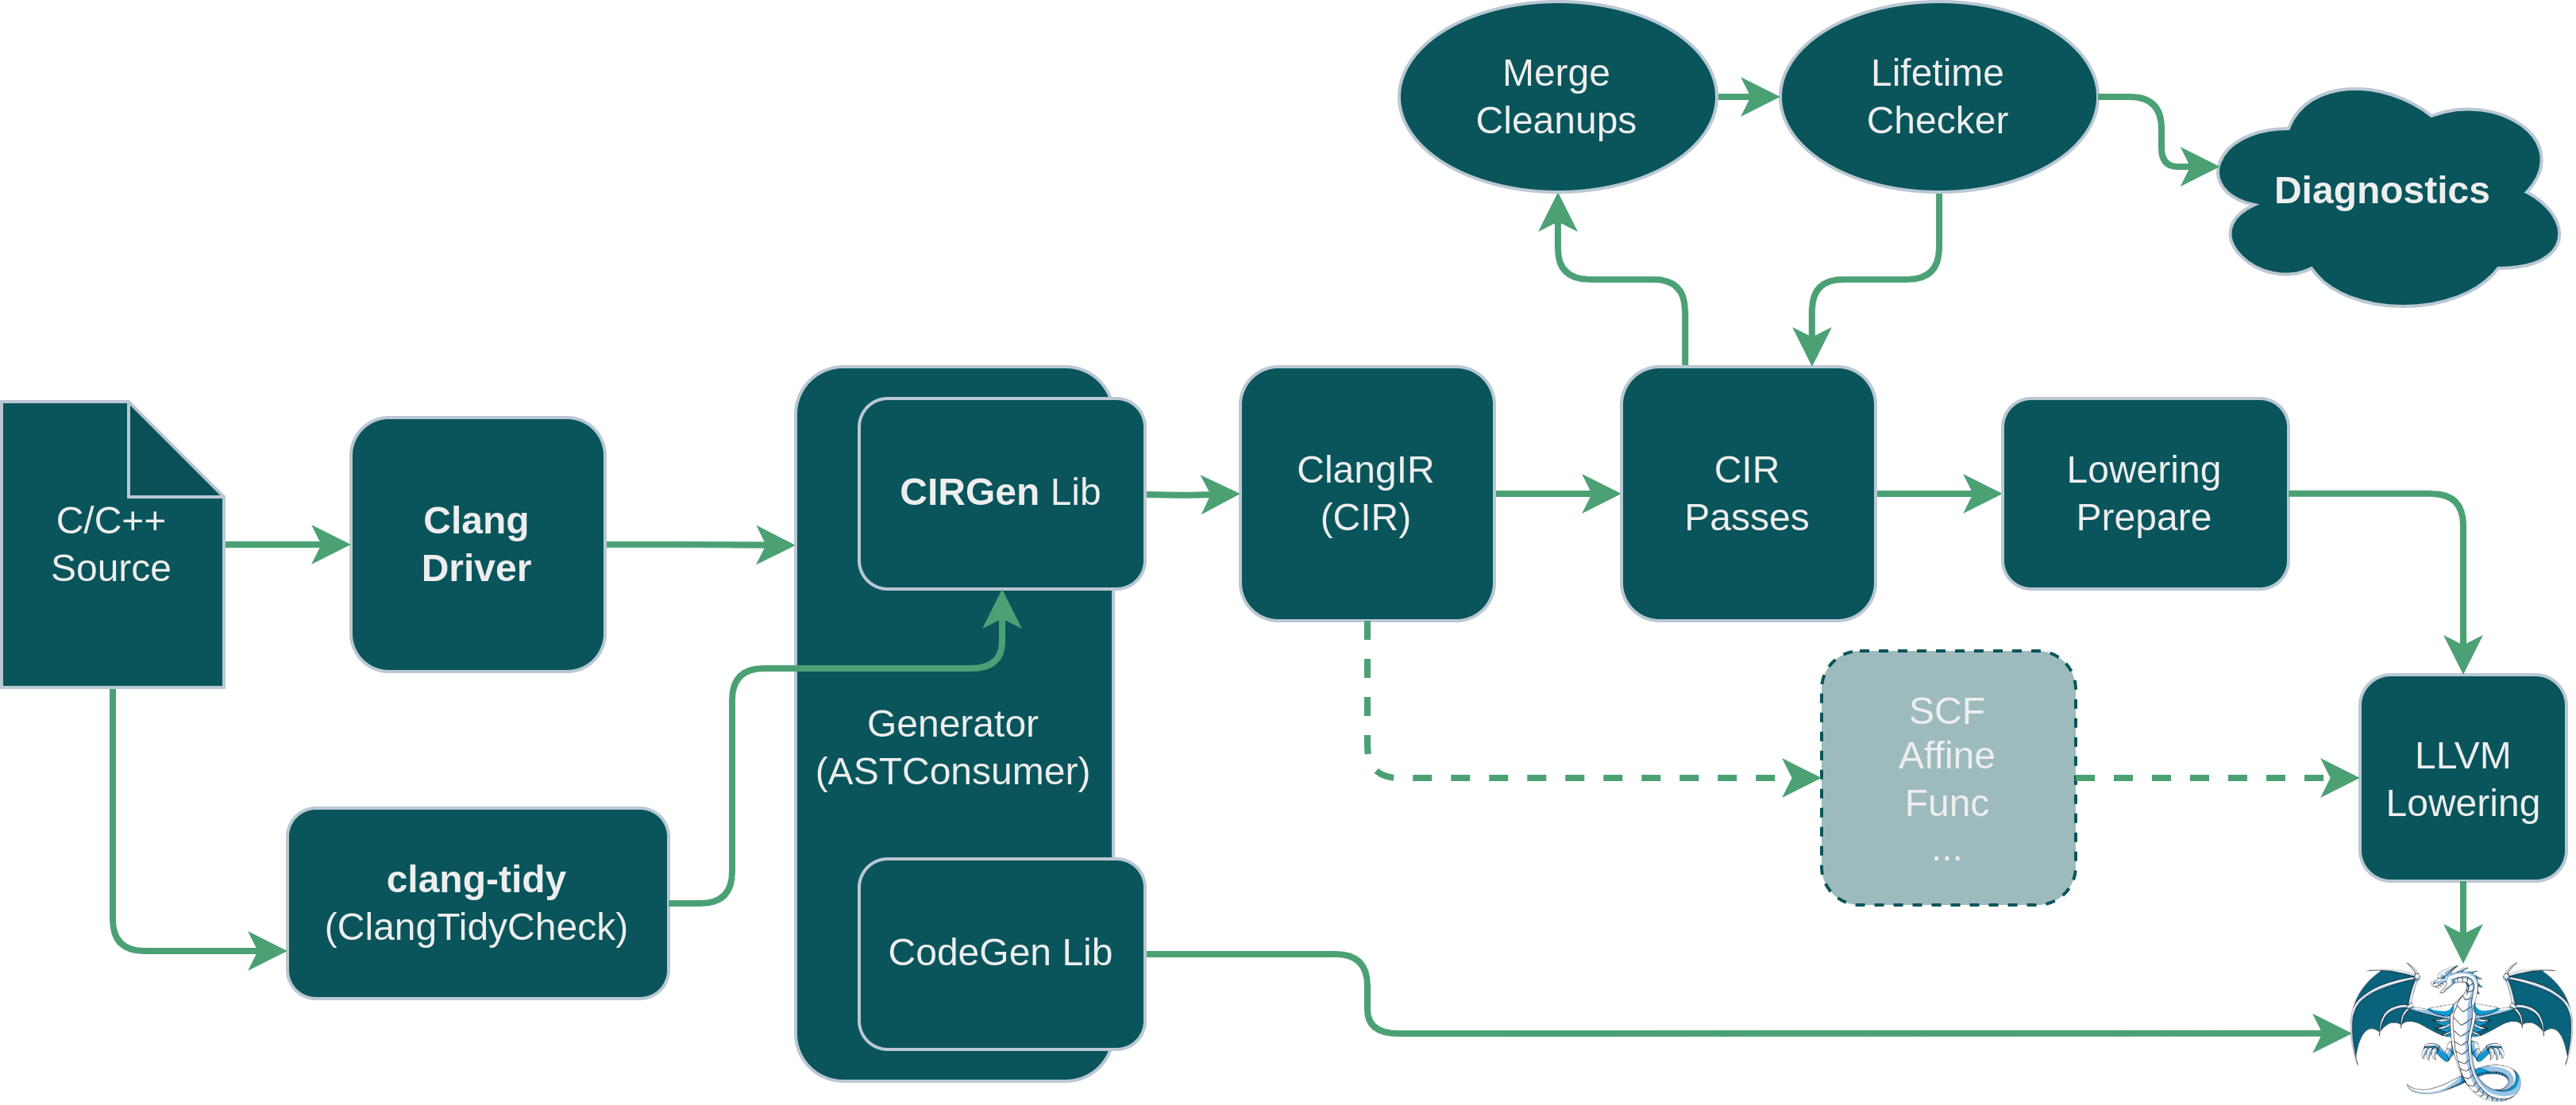 Merge
Cleanups
Lifetime
Checker
Diagnostics
C/C++
Source
Clang
Driver
CIRGen Lib
ClangIR
(CIR)
CIR
Passes
Lowering
Prepare
Generator
(ASTConsumer)
SCF
Affine
Func
...
LLVM
Lowering
clang-tidy
(ClangTidyCheck)
CodeGen Lib